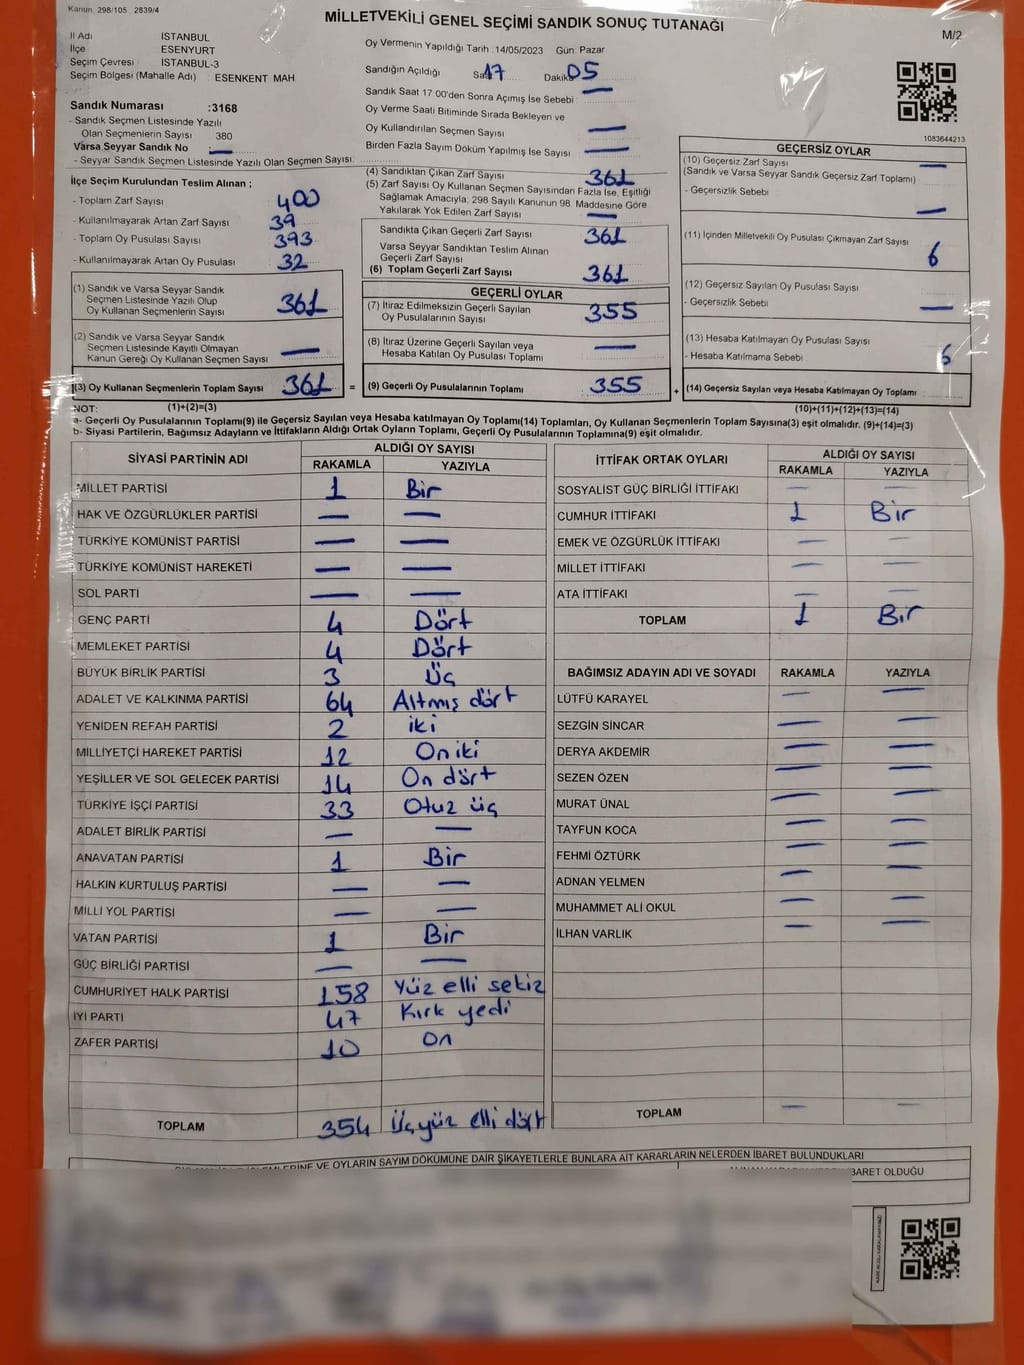 Kanun 298/105 2839/4
MİLLETVEKİLİ GENEL SEÇİMİ SANDIK SONUÇ TUTANAĞI
M/2
İl Adı İSTANBUL
İlçe ESENYURT
Seçim Çevresi İSTANBUL-3
Seçim Bölgesi (Mahalle Adı) : ESENKENT MAH
Sandık Numarası :3168
- Sandık Seçmen Listesinde Yazılı
Olan Seçmenlerin Sayısı 380
Varsa Seyyar Sandık No —
- Seyyar Sandık Seçmen Listesinde Yazılı Olan Seçmen Sayısı:
Oy Vermenin Yapıldığı Tarih :14/05/2023 Gün: Pazar
Sandığın Açıldığı Saat 17 Dakika 05
Sandık Saat 17 00'den Sonra Açımış İse Sebebi —
Oy Verme Saati Bitiminde Sırada Bekleyen ve
Oy Kullandırılan Seçmen Sayısı —
Birden Fazla Sayım Döküm Yapılmış İse Sayısı —
İlçe Seçim Kurulundan Teslim Alınan ;
- Toplam Zarf Sayısı 400
- Kullanılmayarak Artan Zarf Sayısı 39
- Toplam Oy Pusulası Sayısı 393
- Kullanılmayarak Artan Oy Pusulası 32
(4) Sandıktan Çıkan Zarf Sayısı 361
(5) Zarf Sayısı Oy Kullanan Seçmen Sayısından Fazla İse, Eşitliği
Sağlamak Amacıyla, 298 Sayılı Kanunun 98. Maddesine Göre
Yakılarak Yok Edilen Zarf Sayısı —
Sandıkta Çıkan Geçerli Zarf Sayısı 361
Varsa Seyyar Sandıktan Teslim Alınan
Geçerli Zarf Sayısı
(6) Toplam Geçerli Zarf Sayısı 361
1083644213
GEÇERSİZ OYLAR
(10) Geçersiz Zarf Sayısı —
(Sandık ve Varsa Seyyar Sandık Geçersiz Zarf Toplamı)
- Geçersizlik Sebebi —
(11) İçinden Milletvekili Oy Pusulası Çıkmayan Zarf Sayısı 6
(12) Geçersiz Sayılan Oy Pusulası Sayısı
- Geçersizlik Sebebi —
(13) Hesaba Katılmayan Oy Pusulası Sayısı
- Hesaba Katılmama Sebebi 6
(14) Geçersiz Sayılan veya Hesaba Katılmayan Oy Toplamı
(1) Sandık ve Varsa Seyyar Sandık
Seçmen Listesinde Yazılı Olup
Oy Kullanan Seçmenlerin Sayısı 361
(2) Sandık ve Varsa Seyyar Sandık
Seçmen Listesinde Kayıtlı Olmayan
Kanun Gereği Oy Kullanan Seçmen Sayısı —
(3) Oy Kullanan Seçmenlerin Toplam Sayısı 361 =
GEÇERLİ OYLAR
(7) İtiraz Edilmeksizin Geçerli Sayılan
Oy Pusulalarının Sayısı 355
(8) İtiraz Üzerine Geçerli Sayılan veya
Hesaba Katılan Oy Pusulası Toplamı —
(9) Geçerli Oy Pusulalarının Toplamı 355 +
NOT: (1)+(2)=(3) (10)+(11)+(12)+(13)=(14)
a- Geçerli Oy Pusulalarının Toplamı(9) ile Geçersiz Sayılan veya Hesaba katılmayan Oy Toplamı(14) Toplamları, Oy Kullanan Seçmenlerin Toplam Sayısına(3) eşit olmalıdır. (9)+(14)=(3)
b- Siyasi Partilerin, Bağımsız Adayların ve İttifakların Aldığı Ortak Oyların Toplamı, Geçerli Oy Pusulalarının Toplamına(9) eşit olmalıdır.
SİYASİ PARTİNİN ADI ALDIĞI OY SAYISI
RAKAMLA YAZIYLA
MİLLET PARTİSİ 1 Bir
HAK VE ÖZGÜRLÜKLER PARTİSİ — —
TÜRKİYE KOMÜNİST PARTİSİ — —
TÜRKİYE KOMÜNİST HAREKETİ — —
SOL PARTİ — —
GENÇ PARTİ 4 Dört
MEMLEKET PARTİSİ 4 Dört
BÜYÜK BİRLİK PARTİSİ 3 Üç
ADALET VE KALKINMA PARTİSİ 64 Altmış dört
YENİDEN REFAH PARTİSİ 2 iki
MİLLİYETÇİ HAREKET PARTİSİ 12 On iki
YEŞİLLER VE SOL GELECEK PARTİSİ 14 On dört
TÜRKİYE İŞÇİ PARTİSİ 33 Otuz üç
ADALET BİRLİK PARTİSİ — —
ANAVATAN PARTİSİ 1 Bir
HALKIN KURTULUŞ PARTİSİ — —
MİLLİ YOL PARTİSİ — —
VATAN PARTİSİ 1 Bir
GÜÇ BİRLİĞİ PARTİSİ — —
CUMHURİYET HALK PARTİSİ 158 Yüz elli sekiz
İYİ PARTİ 47 Kırk yedi
ZAFER PARTİSİ 10 On
TOPLAM 354 Üçyüz elli dört
İTTİFAK ORTAK OYLARI ALDIĞI OY SAYISI
RAKAMLA YAZIYLA
SOSYALİST GÜÇ BİRLİĞİ İTTİFAKI — —
CUMHUR İTTİFAKI 1 Bir
EMEK VE ÖZGÜRLÜK İTTİFAKI — —
MİLLET İTTİFAKI — —
ATA İTTİFAKI — —
TOPLAM 1 Bir
BAĞIMSIZ ADAYIN ADI VE SOYADI RAKAMLA YAZIYLA
LÜTFÜ KARAYEL — —
SEZGİN SİNCAR — —
DERYA AKDEMİR — —
SEZEN ÖZEN — —
MURAT ÜNAL — —
TAYFUN KOCA — —
FEHMİ ÖZTÜRK — —
ADNAN YELMEN — —
MUHAMMET ALİ OKUL — —
İLHAN VARLIK — —
TOPLAM — —
VE OYLARIN SAYIM DÖKÜMÜNE DAİR ŞİKAYETLERLE BUNLARA AİT KARARLARIN NELERDEN İBARET BULUNDUKLARI
İBARET OLDUĞU